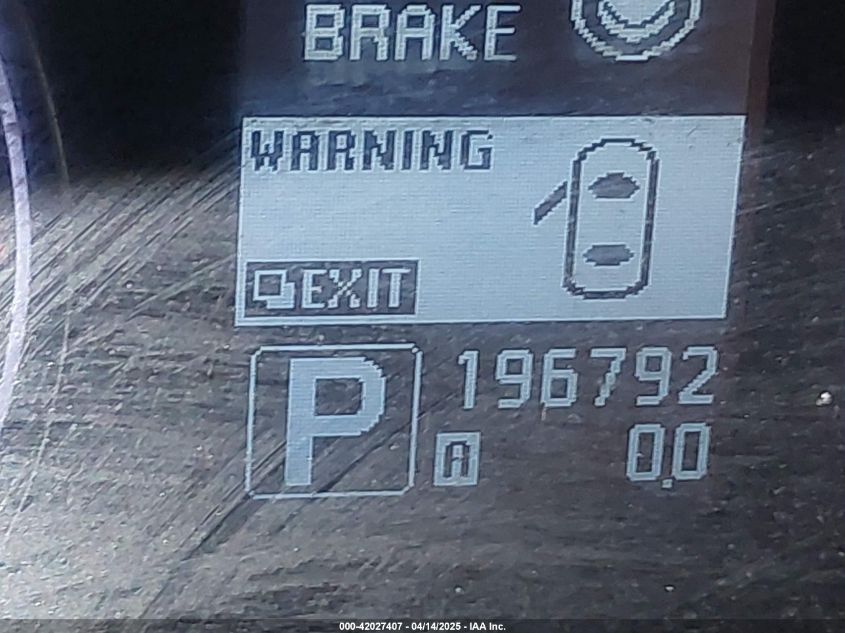 BRAKE
WARNING
EXIT
P
196792
A 0.0
000-42027407 - 04/14/2025 - IAA Inc.